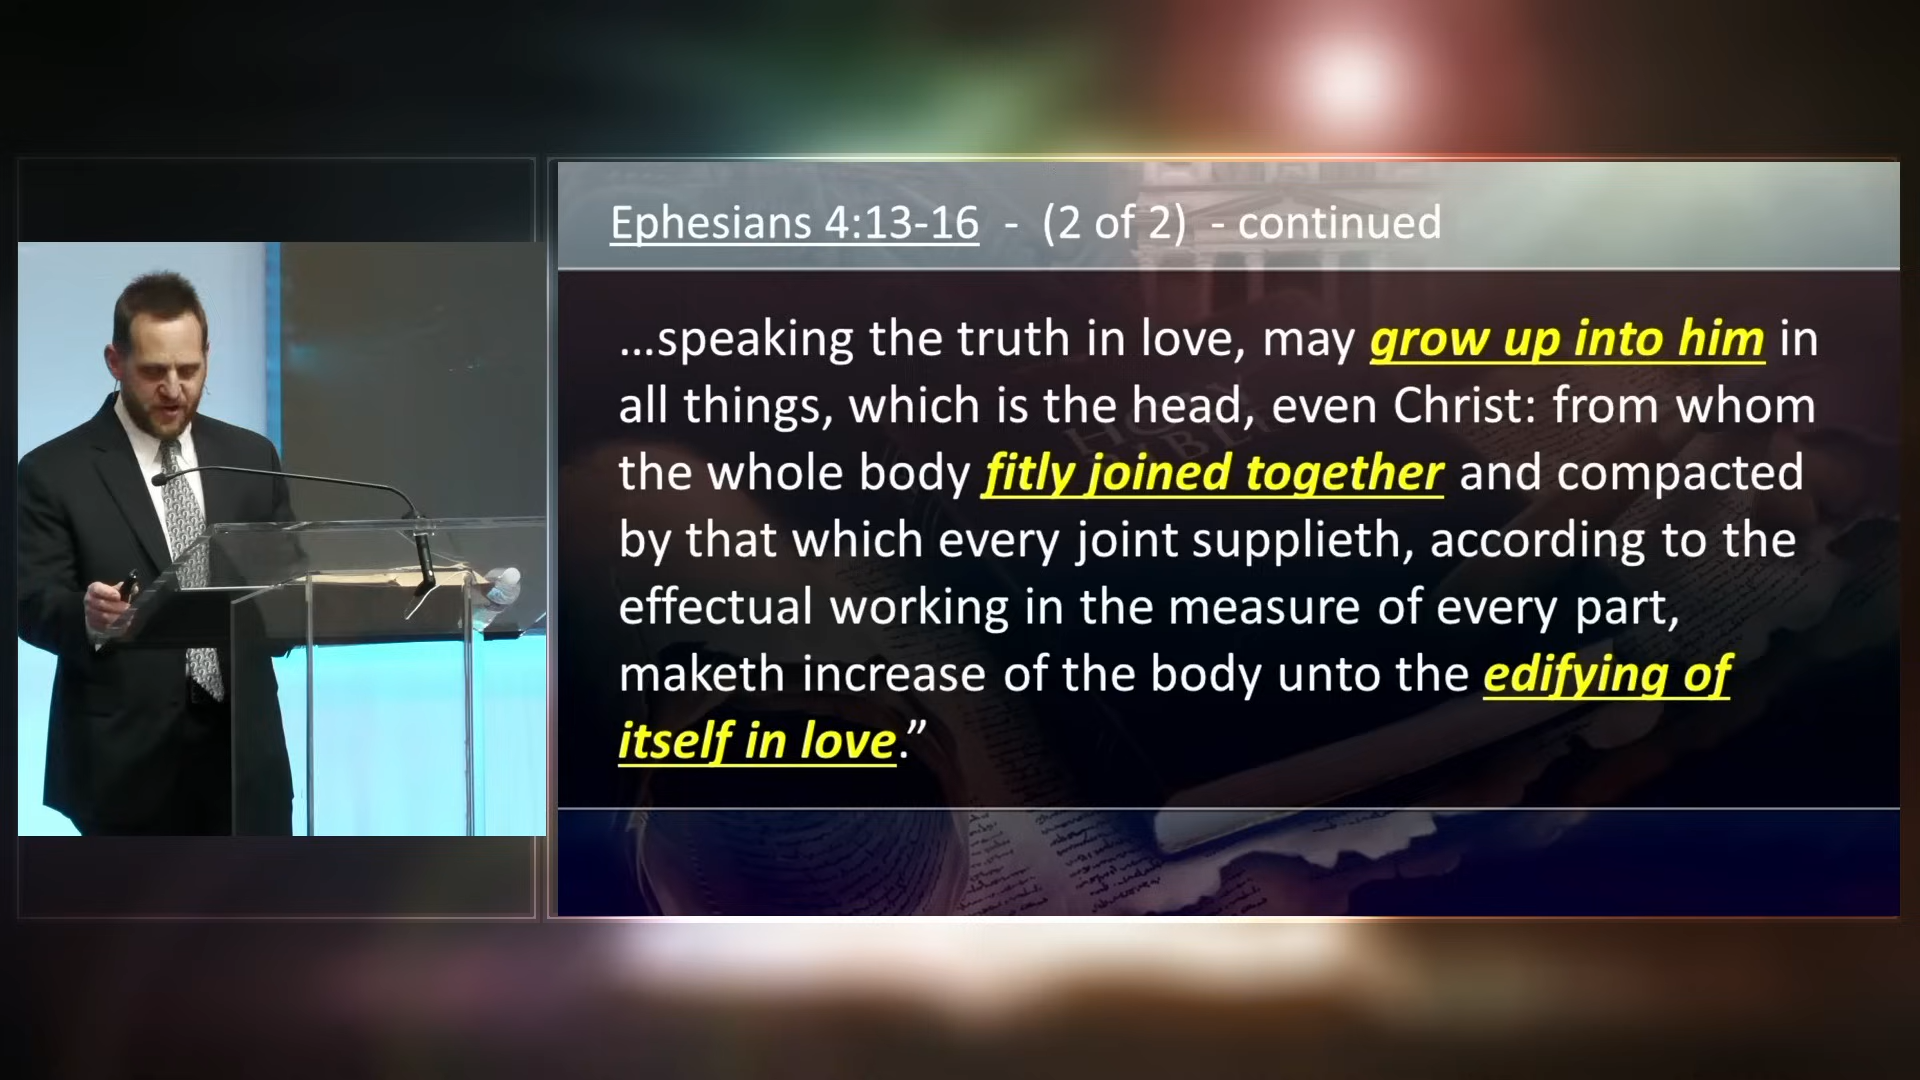 Ephesians 4:13-16 - (2 of 2) - continued
…speaking the truth in love, may grow up into him in
all things, which is the head, even Christ: from whom
the whole body fitly joined together and compacted
by that which every joint supplieth, according to the
effectual working in the measure of every part,
maketh increase of the body unto the edifying of
itself in love.”